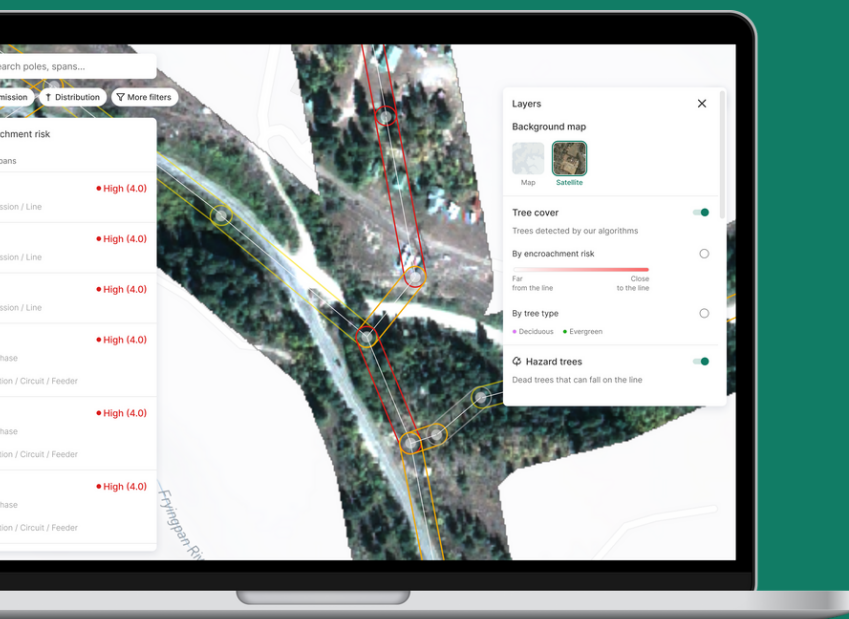 earch poles, spans...
mission
Distribution
More filters
chment risk
pans
High (4.0)
ssion / Line
High (4.0)
ssion / Line
High (4.0)
ssion / Line
High (4.0)
hase
tion / Circuit / Feeder
High (4.0)
hase
tion / Circuit / Feeder
High (4.0)
hase
tion / Circuit / Feeder
Fryingpan Riv
Layers
Background map
Map
Satellite
Tree cover
Trees detected by our algorithms
By encroachment risk
Far
from the line
Close
to the line
By tree type
Deciduous
Evergreen
Hazard trees
Dead trees that can fall on the line